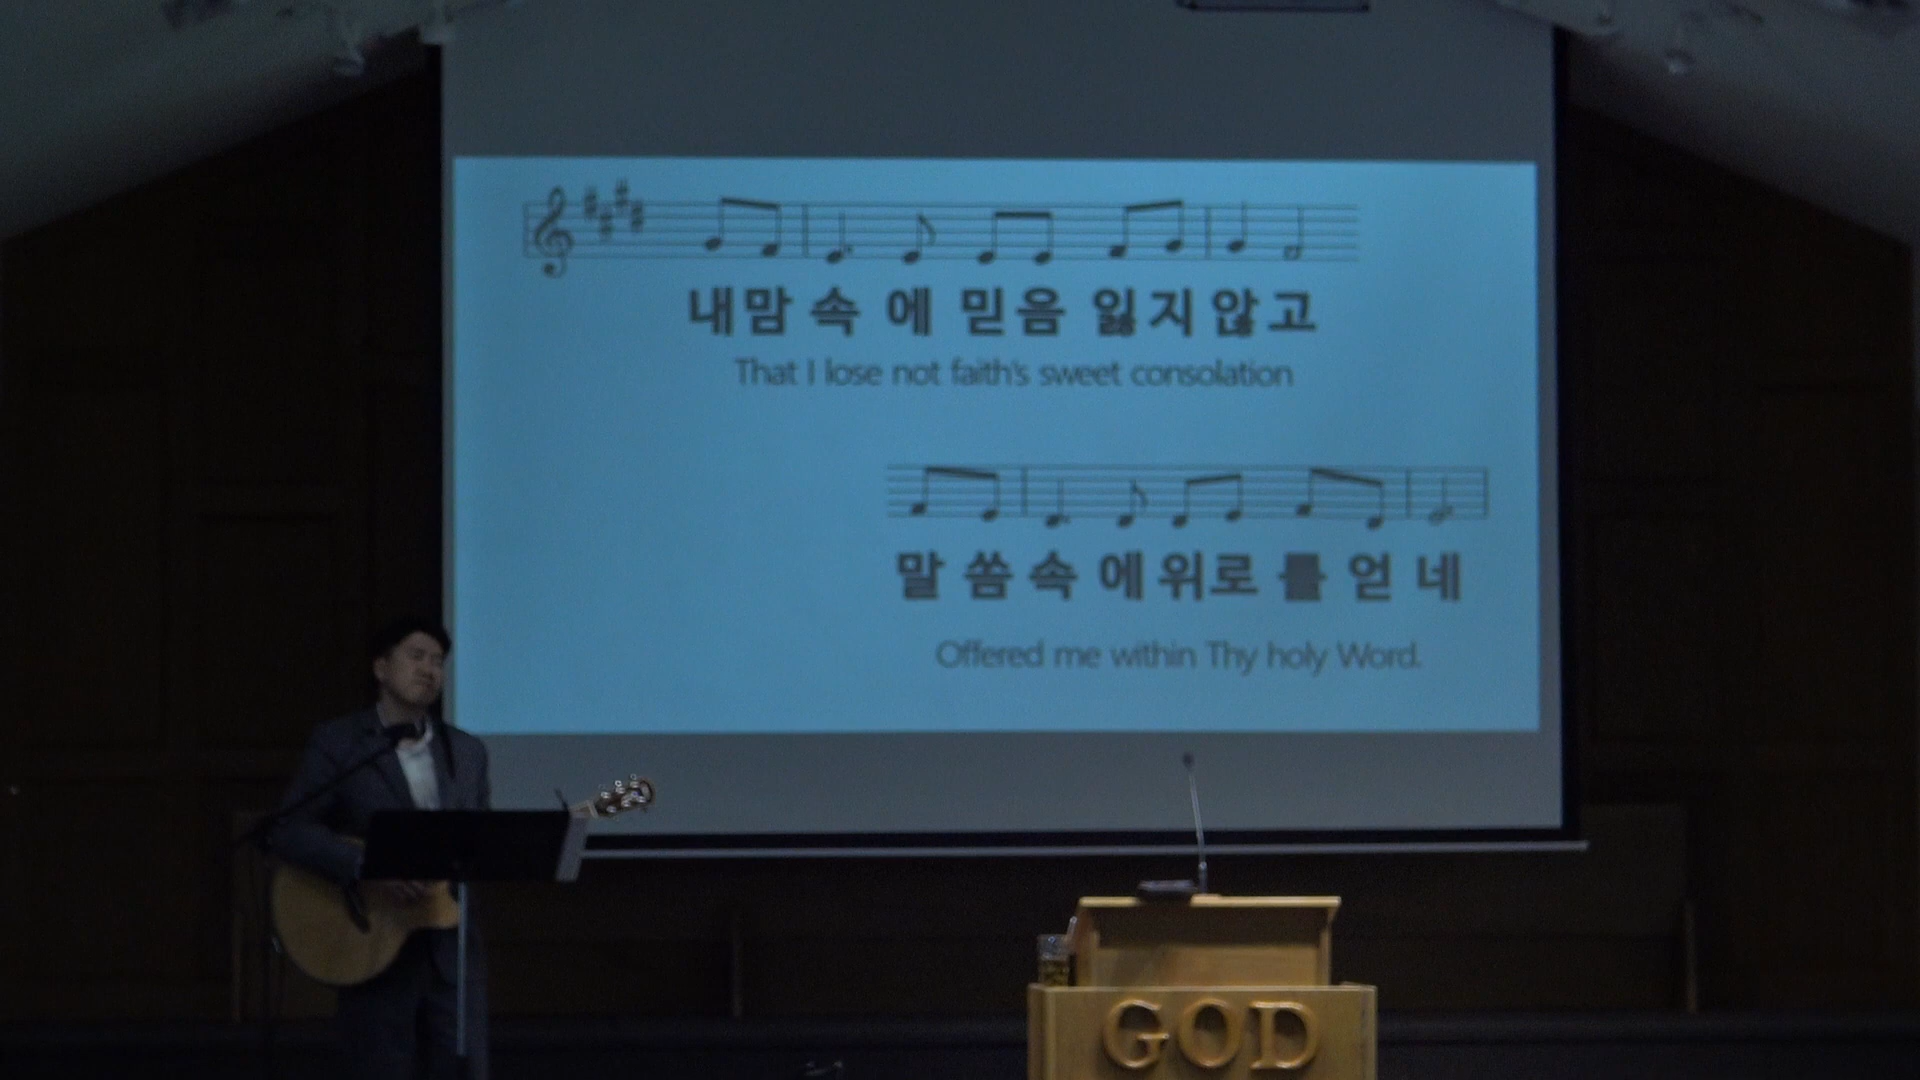 내맘 속 에 믿음 잃지않고
That I lose not faith's sweet consolation
말 씀 속 에위로 를 얻 네
Offered me within Thy holy Word.
GOD